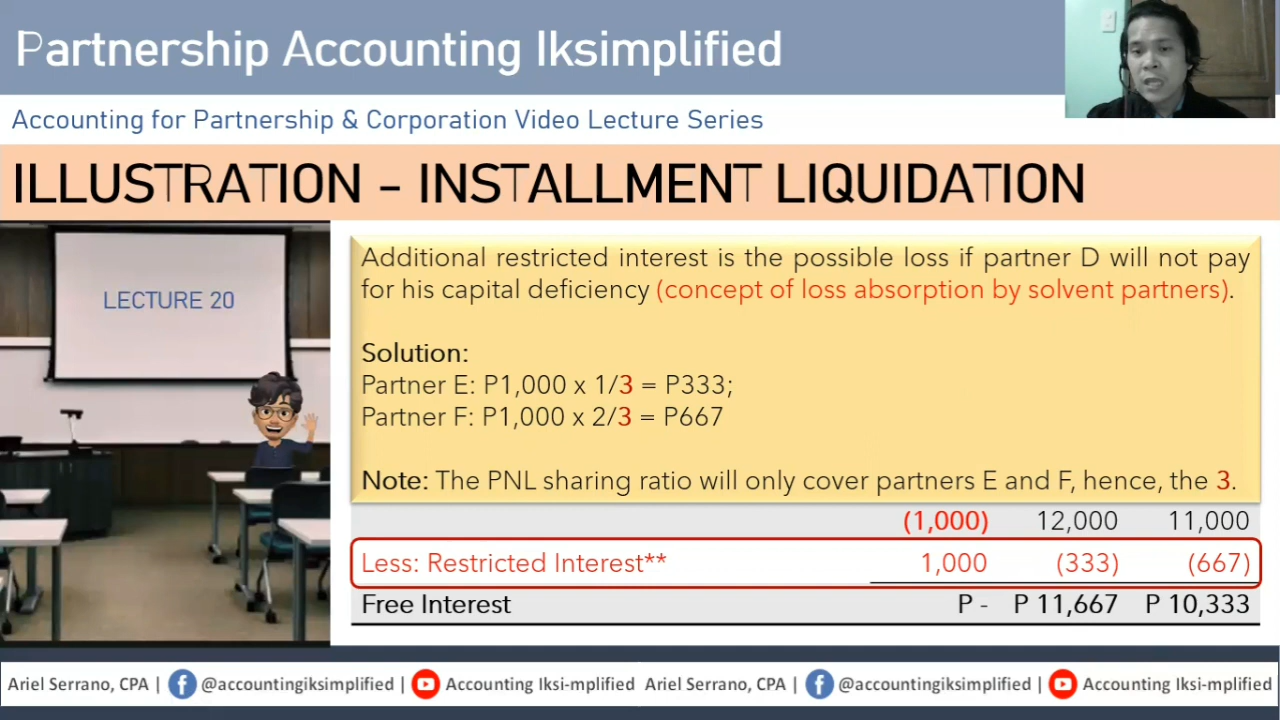 Partnership Accounting Iksimplified
Accounting for Partnership & Corporation Video Lecture Series
ILLUSTRATION – INSTALLMENT LIQUIDATION
LECTURE 20
Additional restricted interest is the possible loss if partner D will not pay
for his capital deficiency (concept of loss absorption by solvent partners).
Solution:
Partner E: P1,000 x 1/3 = P333;
Partner F: P1,000 x 2/3 = P667
Note: The PNL sharing ratio will only cover partners E and F, hence, the 3.
(1,000) 12,000 11,000
Less: Restricted Interest** 1,000 (333) (667)
Free Interest P - P 11,667 P 10,333
Ariel Serrano, CPA | @accountingiksimplified | Accounting Iksi-mplified Ariel Serrano, CPA | @accountingiksimplified | Accounting Iksi-mplified